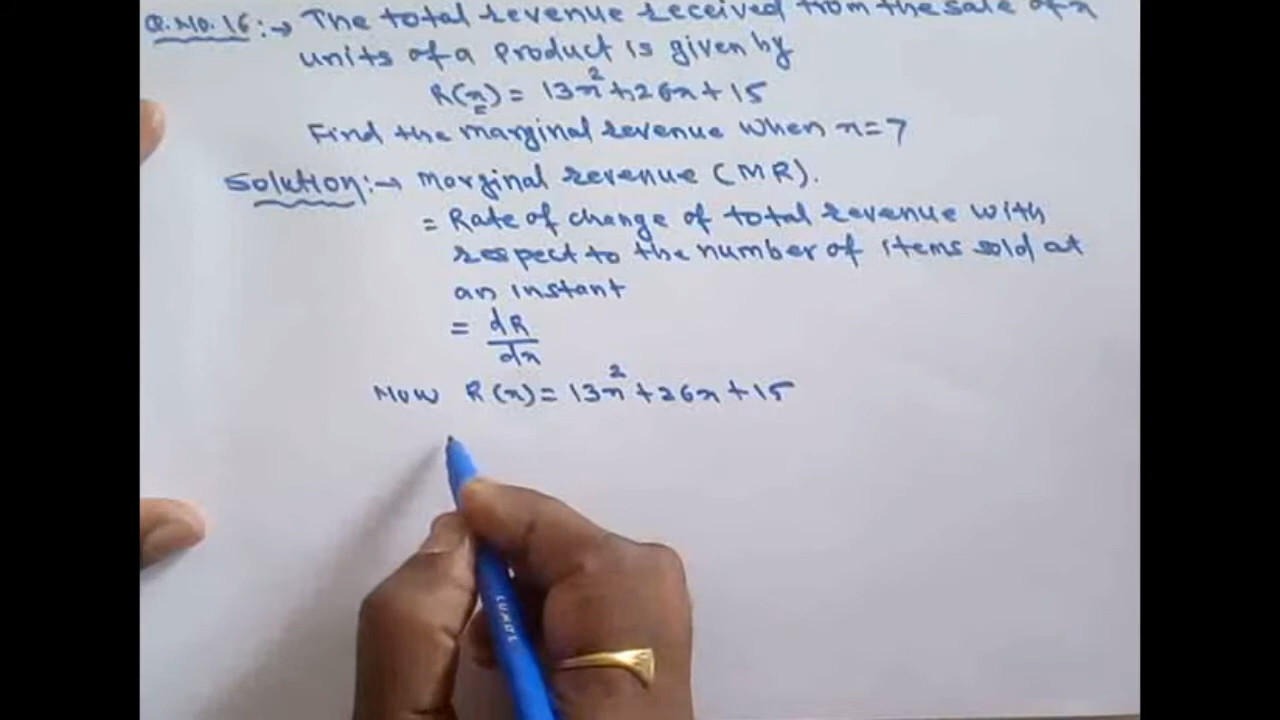 Q.No. 16:→ The total revenue received from the sale of x
units of a product is given by
R(x) = 13x² + 26x + 15
Find the marginal revenue when x=7
Solution:→ Marginal revenue (MR).
= Rate of change of total revenue with
respect to the number of items sold at
an instant
= dR
dx
Now R(x) = 13x² + 26x + 15